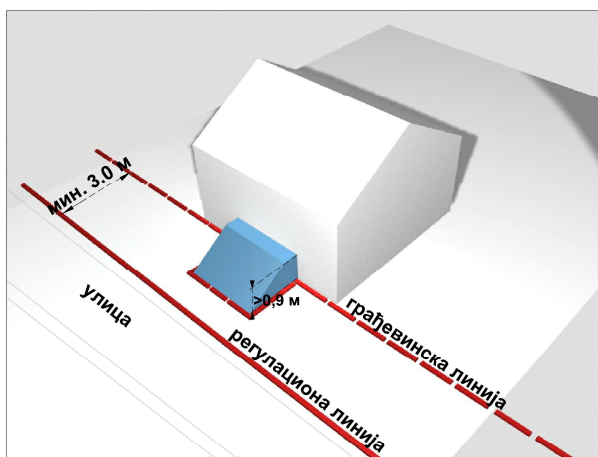 мин. 3.0 м
>0,9 м
улица
грађевинска линија
регулациона линија